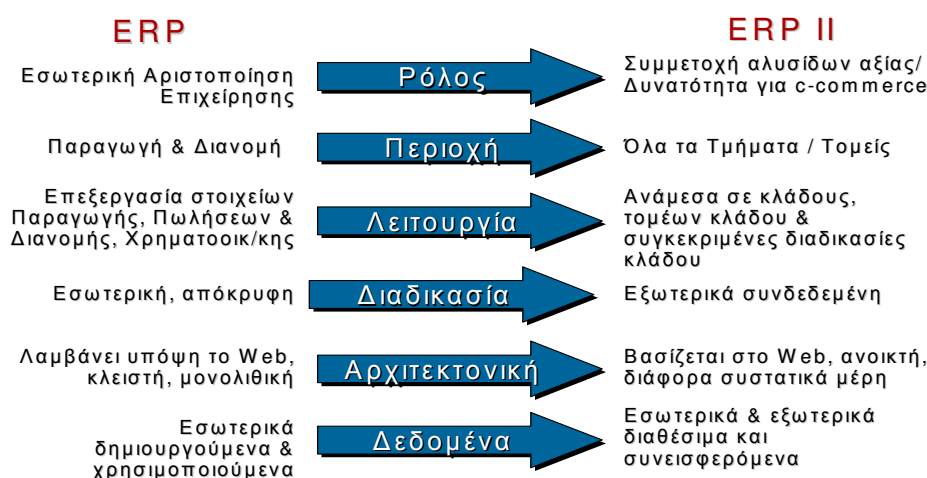 ERP
ERP II
Εσωτερική Αριστοποίηση
Επιχείρησης
Ρόλος
Συμμετοχή αλυσίδων αξίας/
Δυνατότητα για c-commerce
Παραγωγή & Διανομή
Περιοχή
Όλα τα Τμήματα / Τομείς
Επεξεργασία στοιχείων
Παραγωγής, Πωλήσεων &
Διανομής, Χρηματοοικ/κης
Λειτουργία
Ανάμεσα σε κλάδους,
τομέων κλάδου &
συγκεκριμένες διαδικασίες
κλάδου
Εσωτερική, απόκρυφη
Διαδικασία
Εξωτερικά συνδεδεμένη
Λαμβάνει υπόψη το Web,
κλειστή, μονολιθική
Αρχιτεκτονική
Βασίζεται στο Web, ανοικτή,
διάφορα συστατικά μέρη
Εσωτερικά
δημιουργούμενα &
χρησιμοποιούμενα
Δεδομένα
Εσωτερικά & εξωτερικά
διαθέσιμα και
συνεισφερόμενα